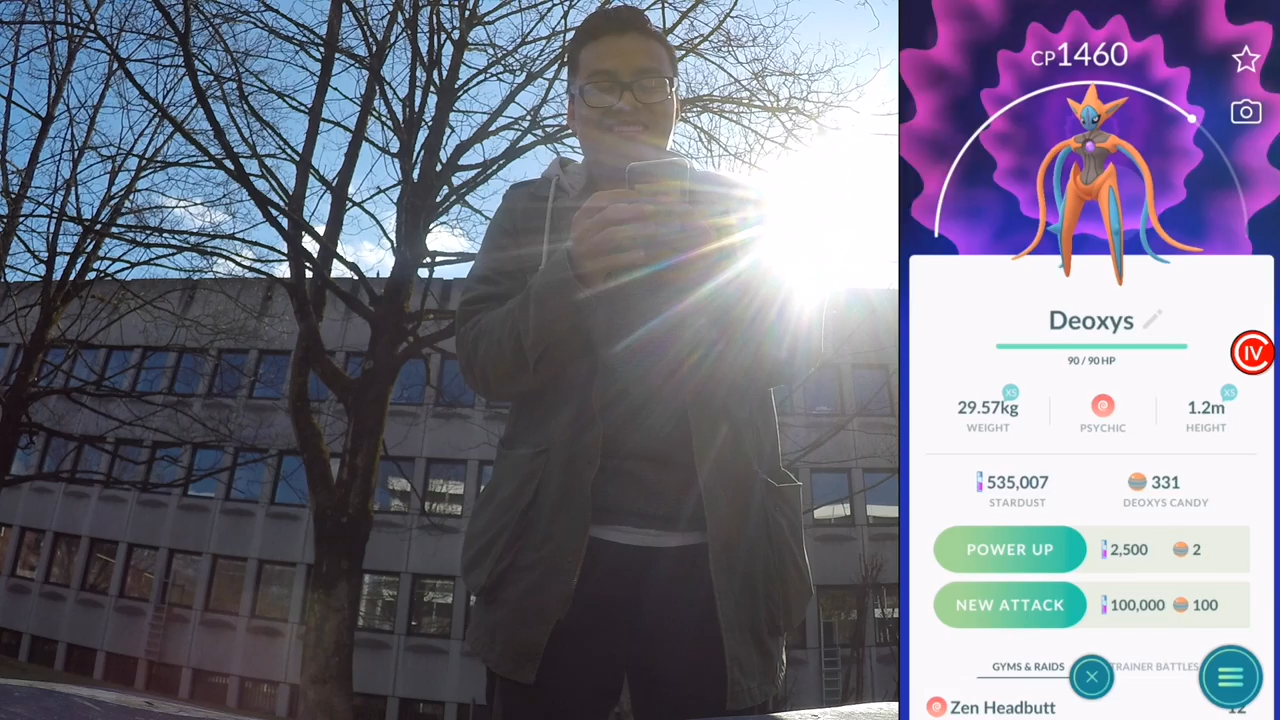 CP1460
Deoxys
90 / 90 HP
XS
XS
29.57kg
1.2m
WEIGHT
PSYCHIC
HEIGHT
IV
535,007
331
STARDUST
DEOXYS CANDY
POWER UP
2,500
2
NEW ATTACK
100,000
100
GYMS & RAIDS
TRAINER BATTLES
Zen Headbutt
12